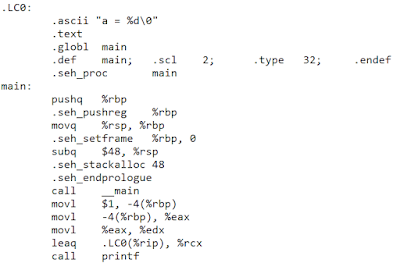 .LC0:
.ascii "a = %d\0"
.text
.globl main
.def main; .scl 2; .type 32; .endef
.seh_proc main
main:
pushq %rbp
.seh_pushreg %rbp
movq %rsp, %rbp
.seh_setframe %rbp, 0
subq $48, %rsp
.seh_stackalloc 48
.seh_endprologue
call __main
movl $1, -4(%rbp)
movl -4(%rbp), %eax
movl %eax, %edx
leaq .LC0(%rip), %rcx
call printf